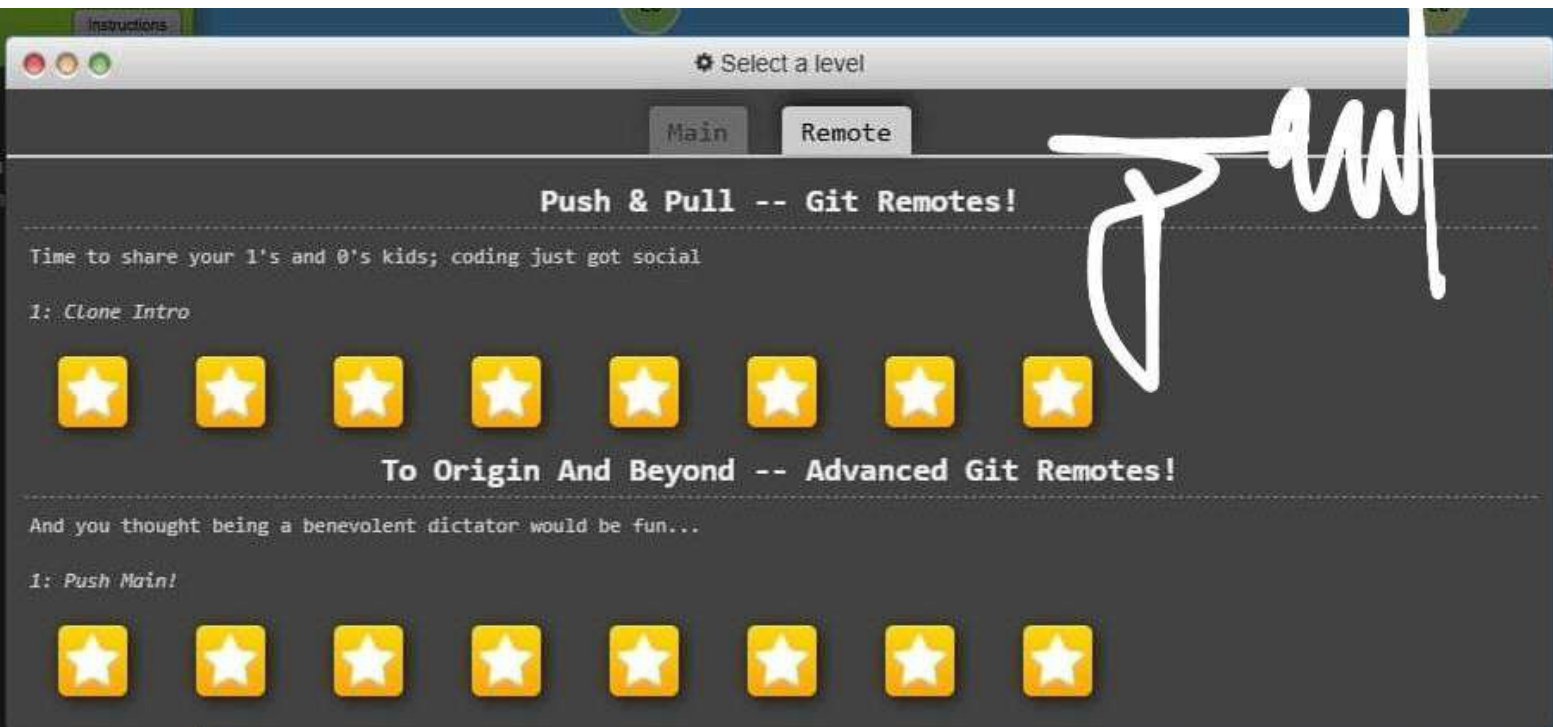 Instructions
Select a level
Main Remote
Push & Pull -- Git Remotes!
Time to share your 1's and 0's kids; coding just got social
1: Clone Intro
To Origin And Beyond -- Advanced Git Remotes!
And you thought being a benevolent dictator would be fun...
1: Push Main!